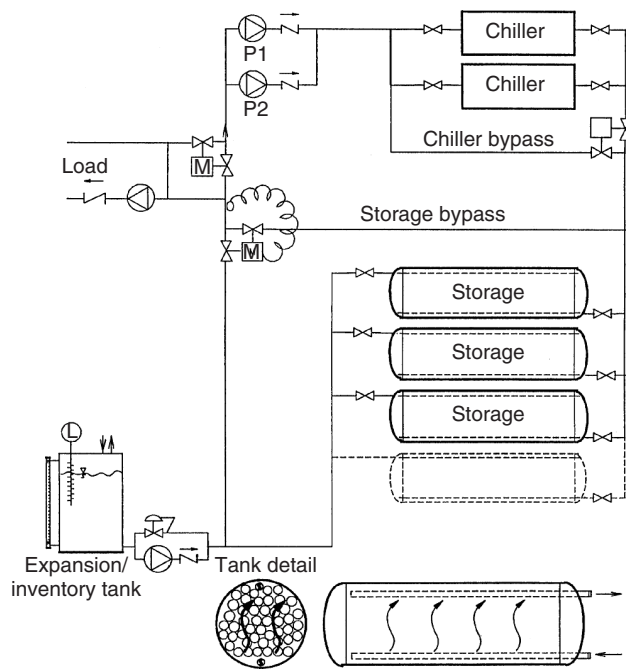 Chiller
P1
Chiller
P2
Chiller bypass
Load
M
Storage bypass
M
Storage
Storage
Storage
L
Expansion/
inventory tank
Tank detail